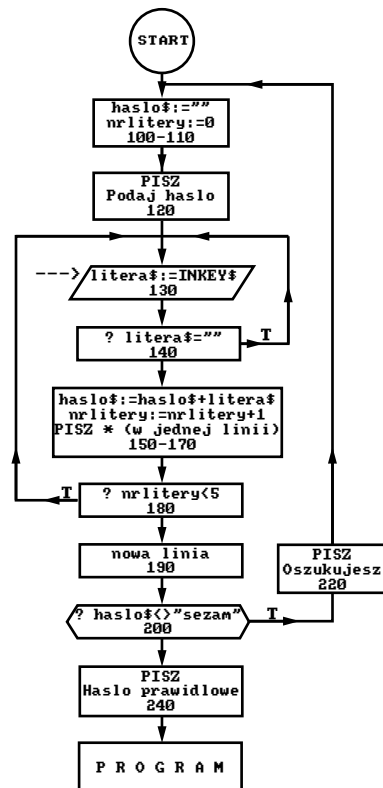 START
haslo$:=""
nrlitery:=0
100-110
PISZ
Podaj haslo
120
--->
litera$:=INKEY$
130
? litera$=""
140
T
haslo$:=haslo$+litera$
nrlitery:=nrlitery+1
PISZ * (w jednej linii)
150-170
T
? nrlitery<5
180
nowa linia
190
PISZ
Oszukujesz
220
? haslo$<>"sezam"
200
T
PISZ
Haslo prawidlowe
240
P R O G R A M